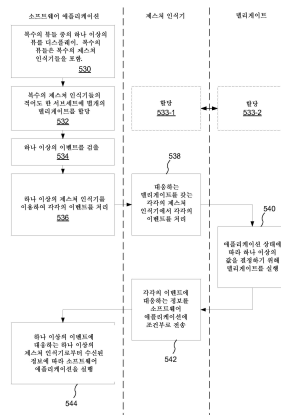 소프트웨어 애플리케이션
제스처 인식기
델리게이트
복수의 뷰들 중의 하나 이상의
뷰를 디스플레이. 복수의
뷰들은 복수의 제스처
인식기들을 포함.
530
복수의 제스처 인식기들의
적어도 한 서브세트에 별개의
델리게이트를 할당
532
할당
533-1
할당
533-2
하나 이상의 이벤트를 검출
534
하나 이상의 제스처 인식기를
이용하여 각각의 이벤트를 처리
536
538
대응하는
델리게이트를 갖는
각각의 제스처
인식기에서 각각의
이벤트를 처리
540
애플리케이션 상태에
따라 하나 이상의
값을 결정하기 위해
델리게이트를 실행
각각의 이벤트에
대응하는 정보를
소프트웨어
애플리케이션에
조건부로 전송
542
하나 이상의 이벤트에
대응하는 하나 이상의
제스처 인식기로부터 수신된
정보에 따라 소프트웨어
애플리케이션을 실행
544